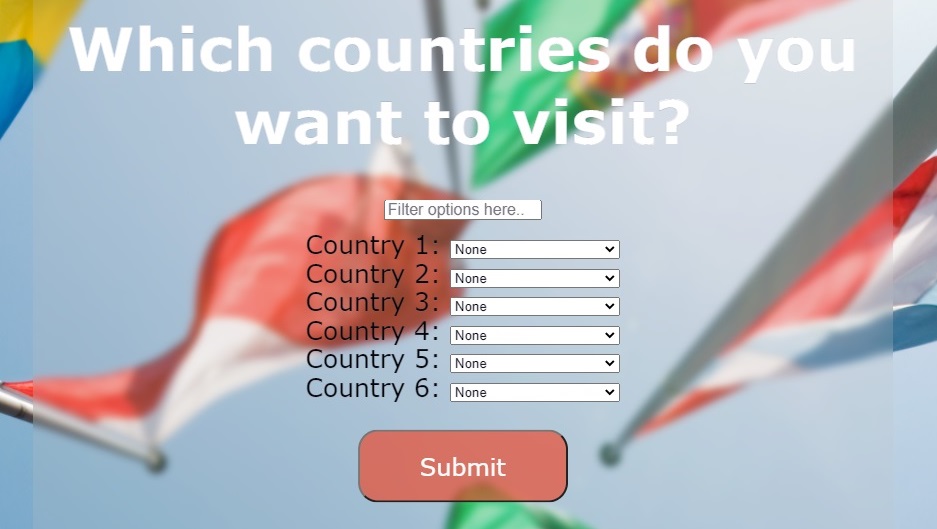 Which countries do you
want to visit?
Filter options here..
Country 1: None
Country 2: None
Country 3: None
Country 4: None
Country 5: None
Country 6: None
Submit